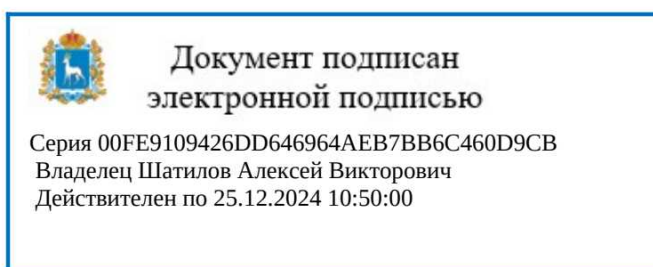 Документ подписан
электронной подписью
Серия 00FE9109426DD646964AEB7BB6C460D9CB
Владелец Шатилов Алексей Викторович
Действителен по 25.12.2024 10:50:00